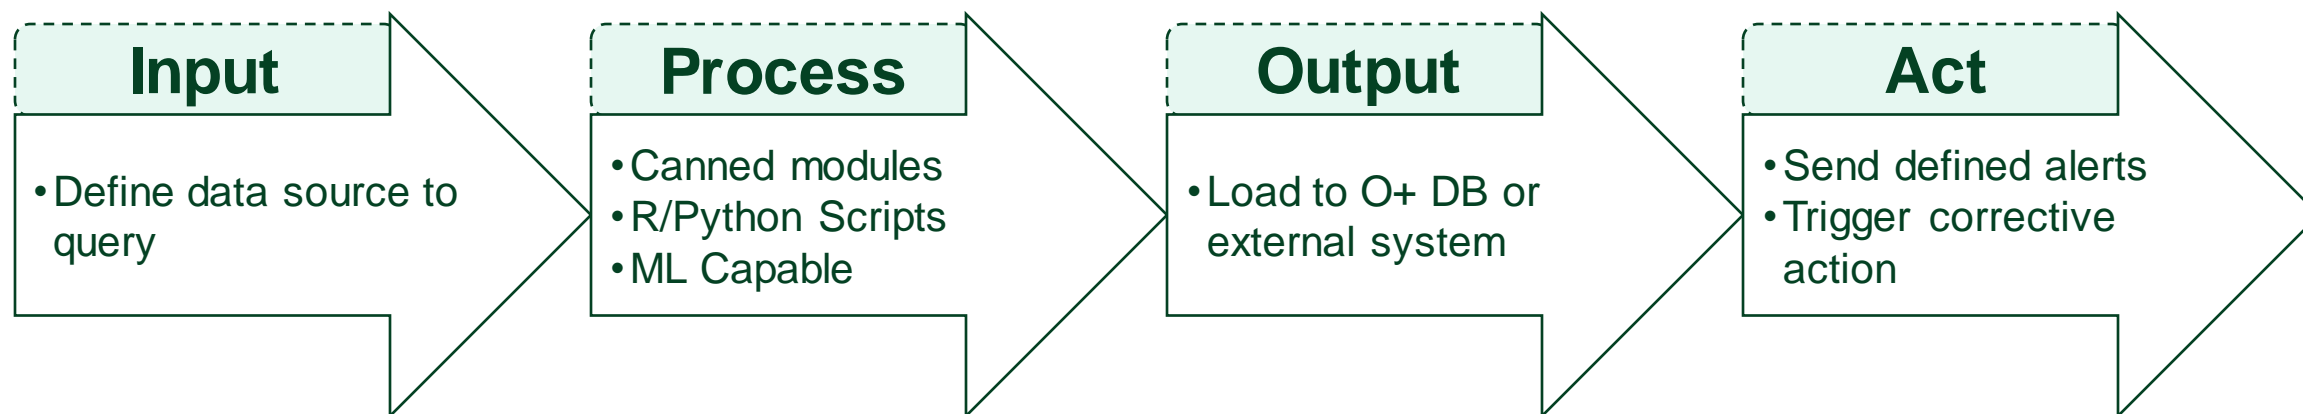 Input
• Define data source to
query
Process
• Canned modules
• R/Python Scripts
• ML Capable
Output
• Load to O+ DB or
external system
Act
• Send defined alerts
• Trigger corrective
action